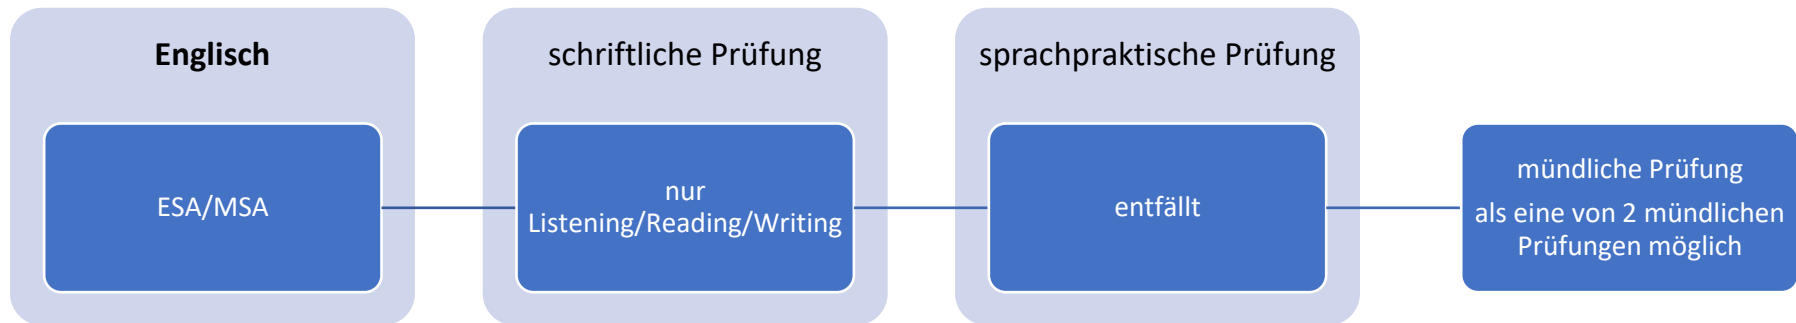 Englisch
schriftliche Prüfung
sprachpraktische Prüfung
ESA/MSA
nur
Listening/Reading/Writing
entfällt
mündliche Prüfung
als eine von 2 mündlichen
Prüfungen möglich